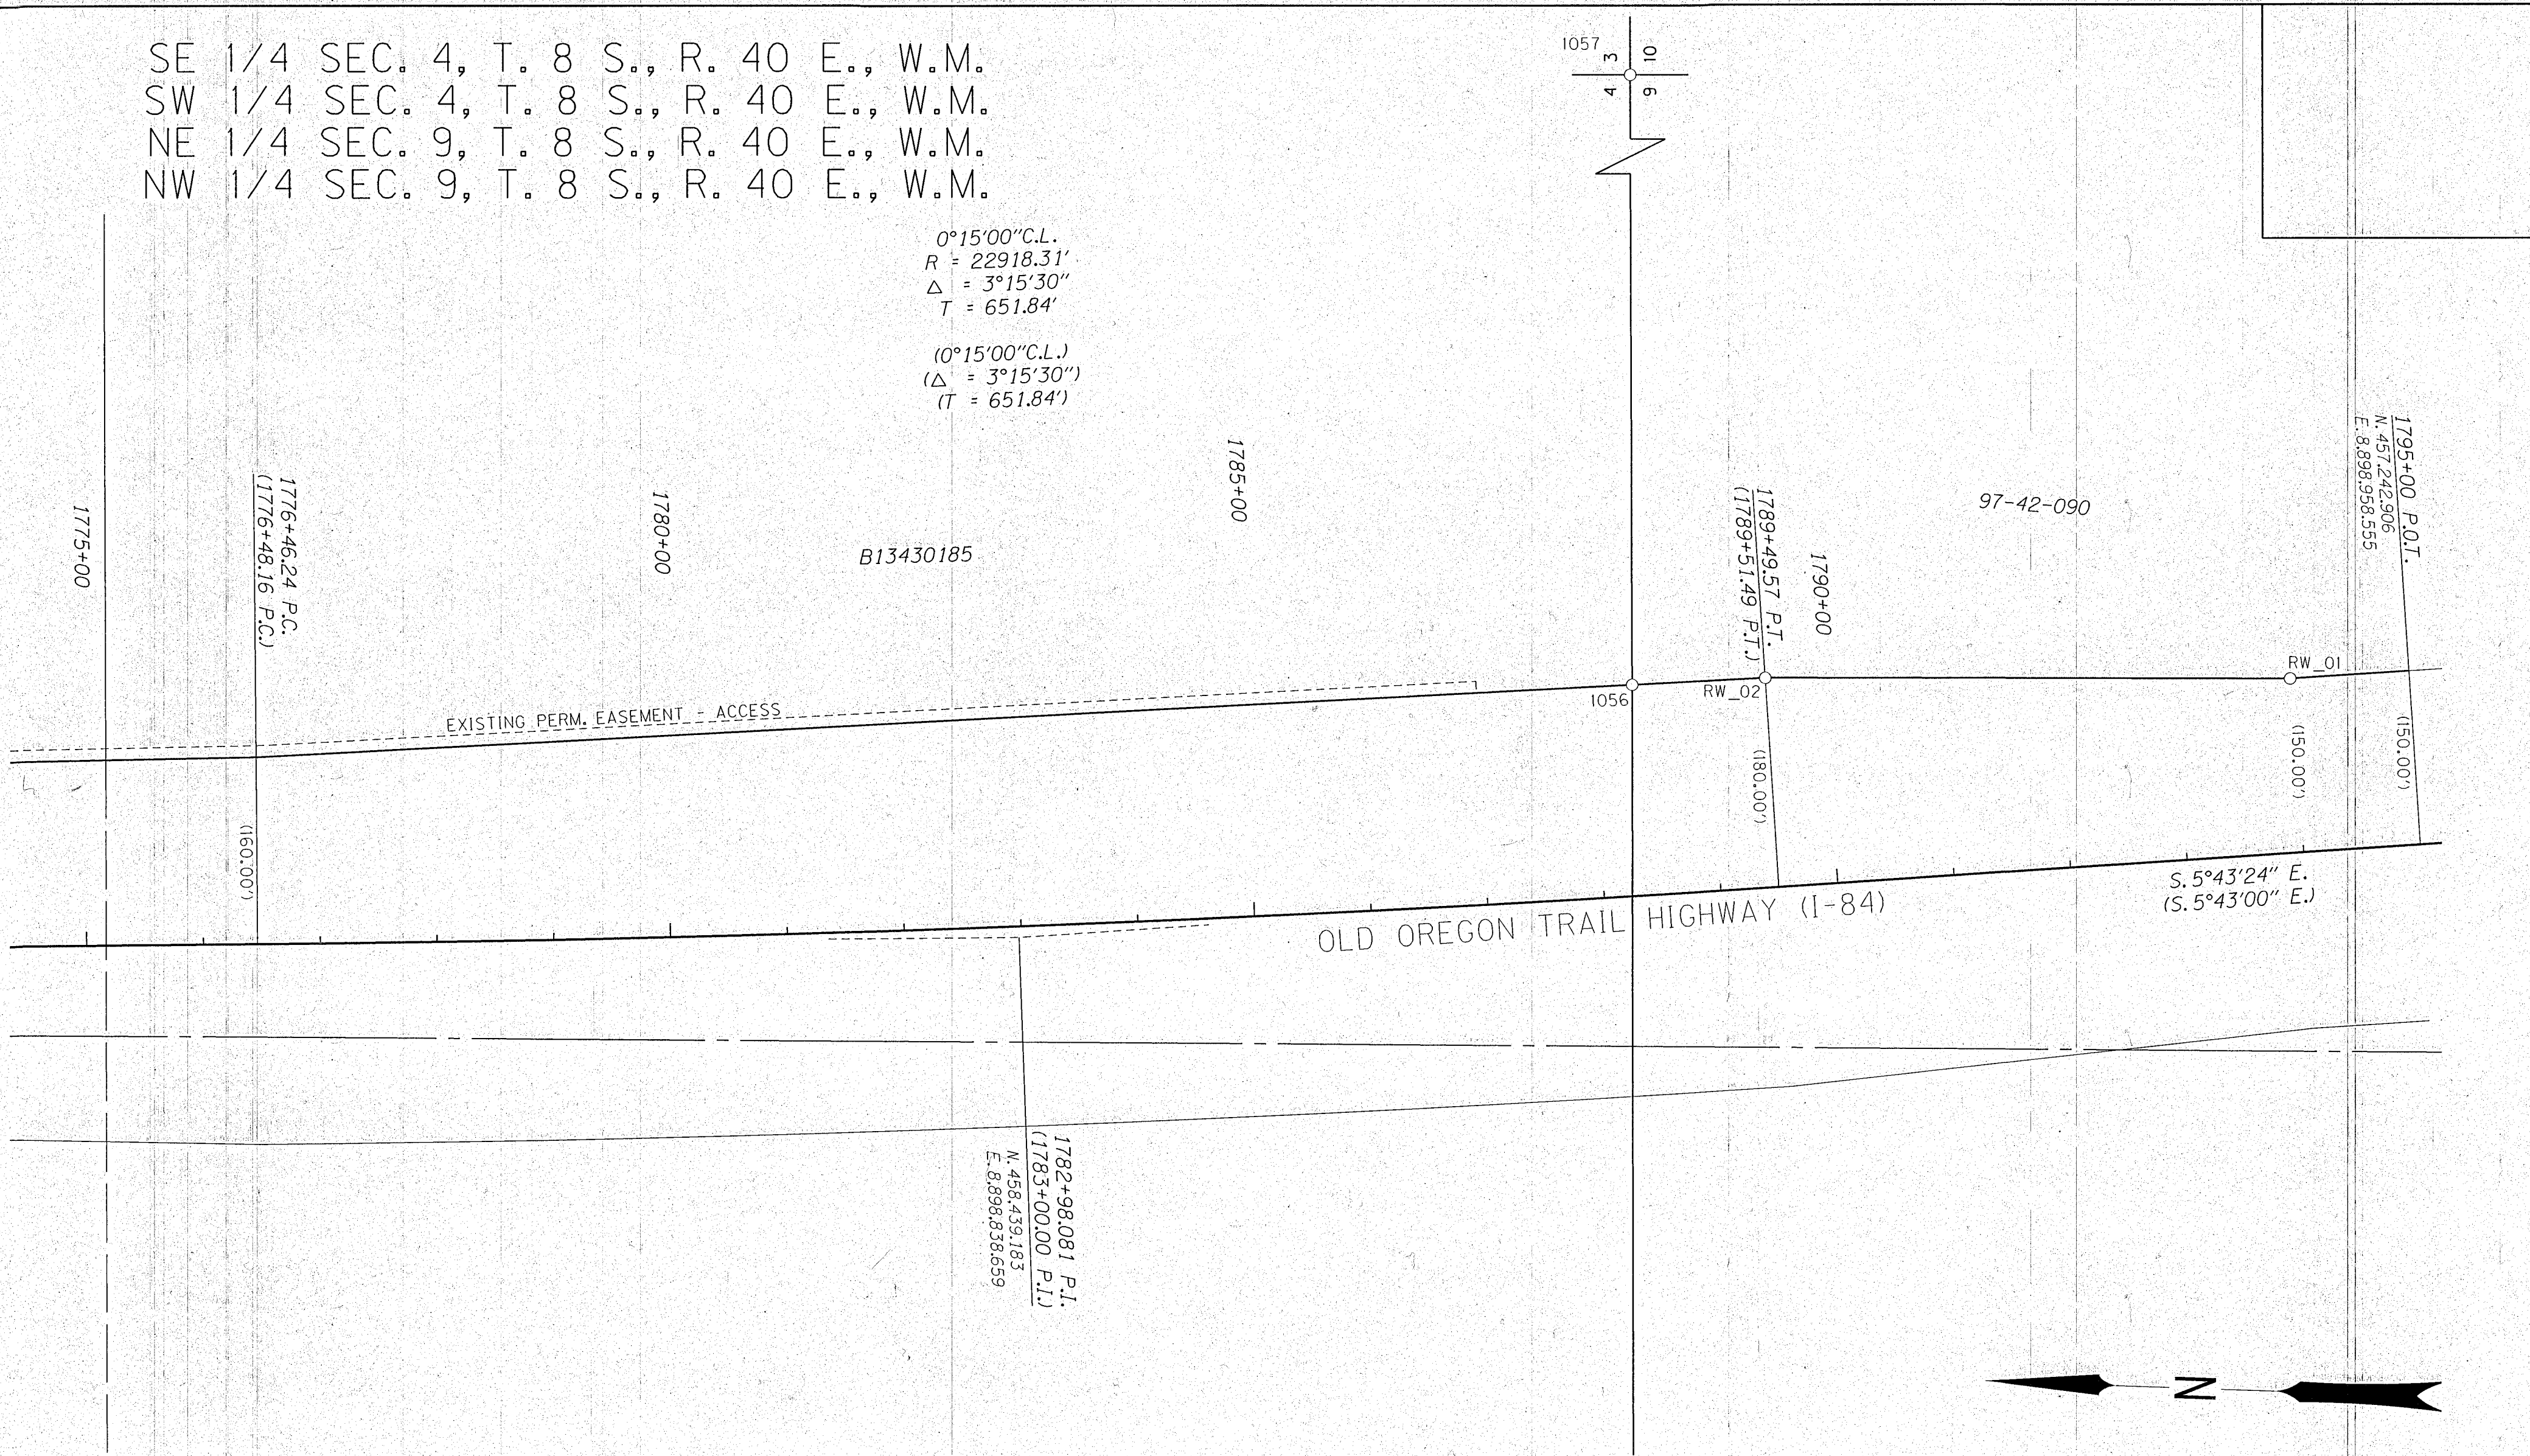 SE 1/4 SEC. 4, T. 8 S., R. 40 E., W.M.
SW 1/4 SEC. 4, T. 8 S., R. 40 E., W.M.
NE 1/4 SEC. 9, T. 8 S., R. 40 E., W.M.
NW 1/4 SEC. 9, T. 8 S., R. 40 E., W.M.
1057
3
10
4
9
0°15'00"C.L.
R = 22918.31'
△ = 3°15'30"
T = 651.84'
(0°15'00"C.L.)
(△ = 3°15'30")
(T = 651.84')
1775+00
1776+46.24 P.C.
(1776+48.16 P.C.)
1780+00
B13430185
1785+00
1789+49.57 P.T.
(1789+51.49 P.T.)
1790+00
97-42-090
1795+00 P.O.T.
N. 457,242.906
E. 8,898,958.555
EXISTING PERM. EASEMENT - ACCESS
1056
RW_02
RW_01
(160.00')
(180.00')
(150.00')
(150.00')
S. 5°43'24" E.
(S. 5°43'00" E.)
OLD OREGON TRAIL HIGHWAY (I-84)
1782+98.081 P.I.
(1783+00.00 P.I.)
N. 458,439.183
E. 8,898,838.659
N